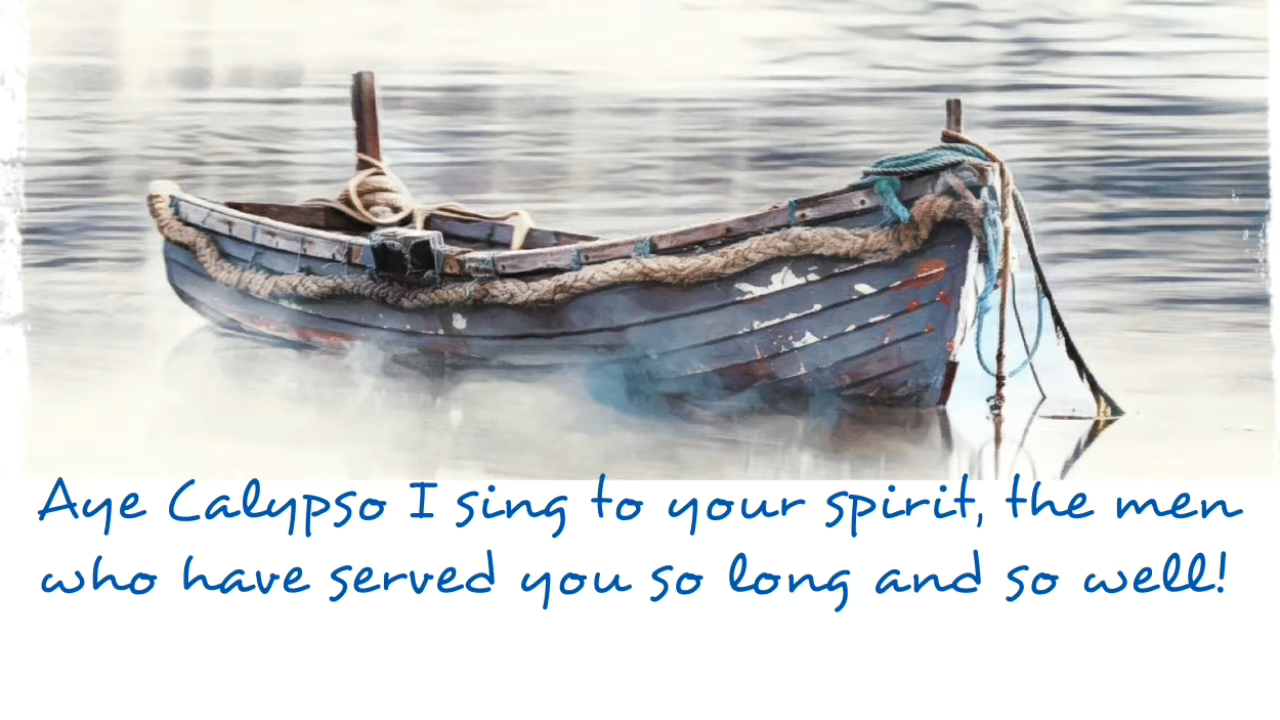 Aye Calypso I sing to your spirit, the men
who have served you so long and so well!